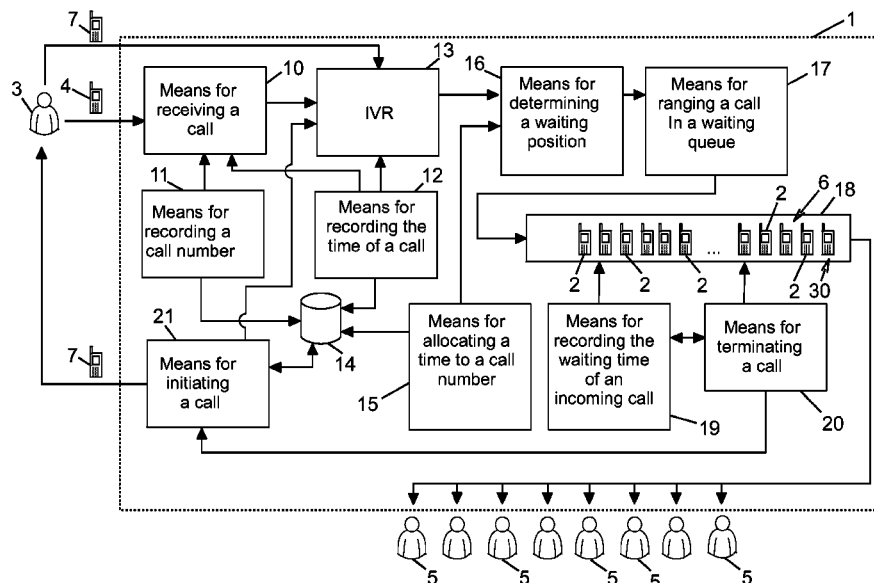 7
1
10
13
16
17
4
3
Means for
receiving a
call
IVR
Means for
determining
a waiting
position
Means for
ranging a call
In a waiting
queue
11
12
2
6
18
Means for
recording a
call number
Means for
recording the
time of a call
...
2
2
2
2
30
21
7
Means for
initiating
a call
14
Means for
allocating a
time to a call
number
15
Means for
recording the
waiting time
of an
incoming call
19
Means for
terminating
a call
20
5
5
5
5